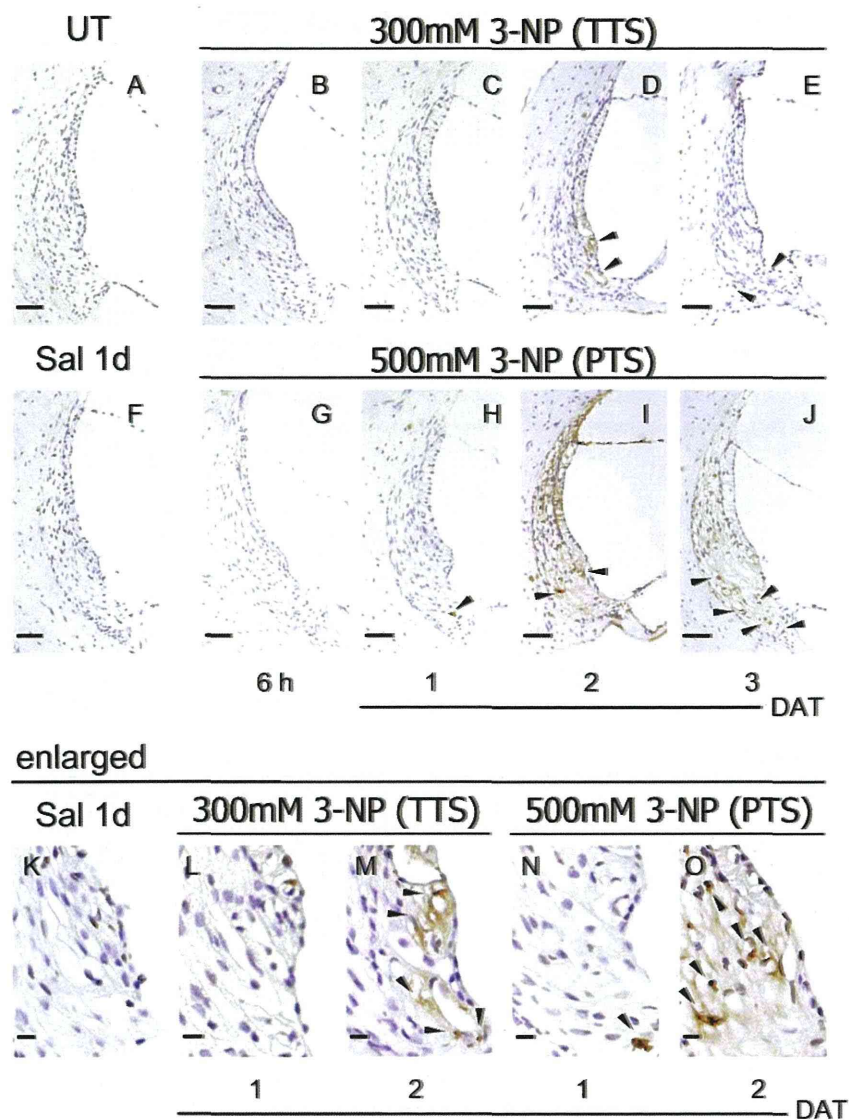 UT 300mM 3-NP (TTS)
A B C D E
Sal 1d 500mM 3-NP (PTS)
F G H I J
6 h 1 2 3
DAT
enlarged
Sal 1d 300mM 3-NP (TTS) 500mM 3-NP (PTS)
K L M N O
1 2 1 2
DAT